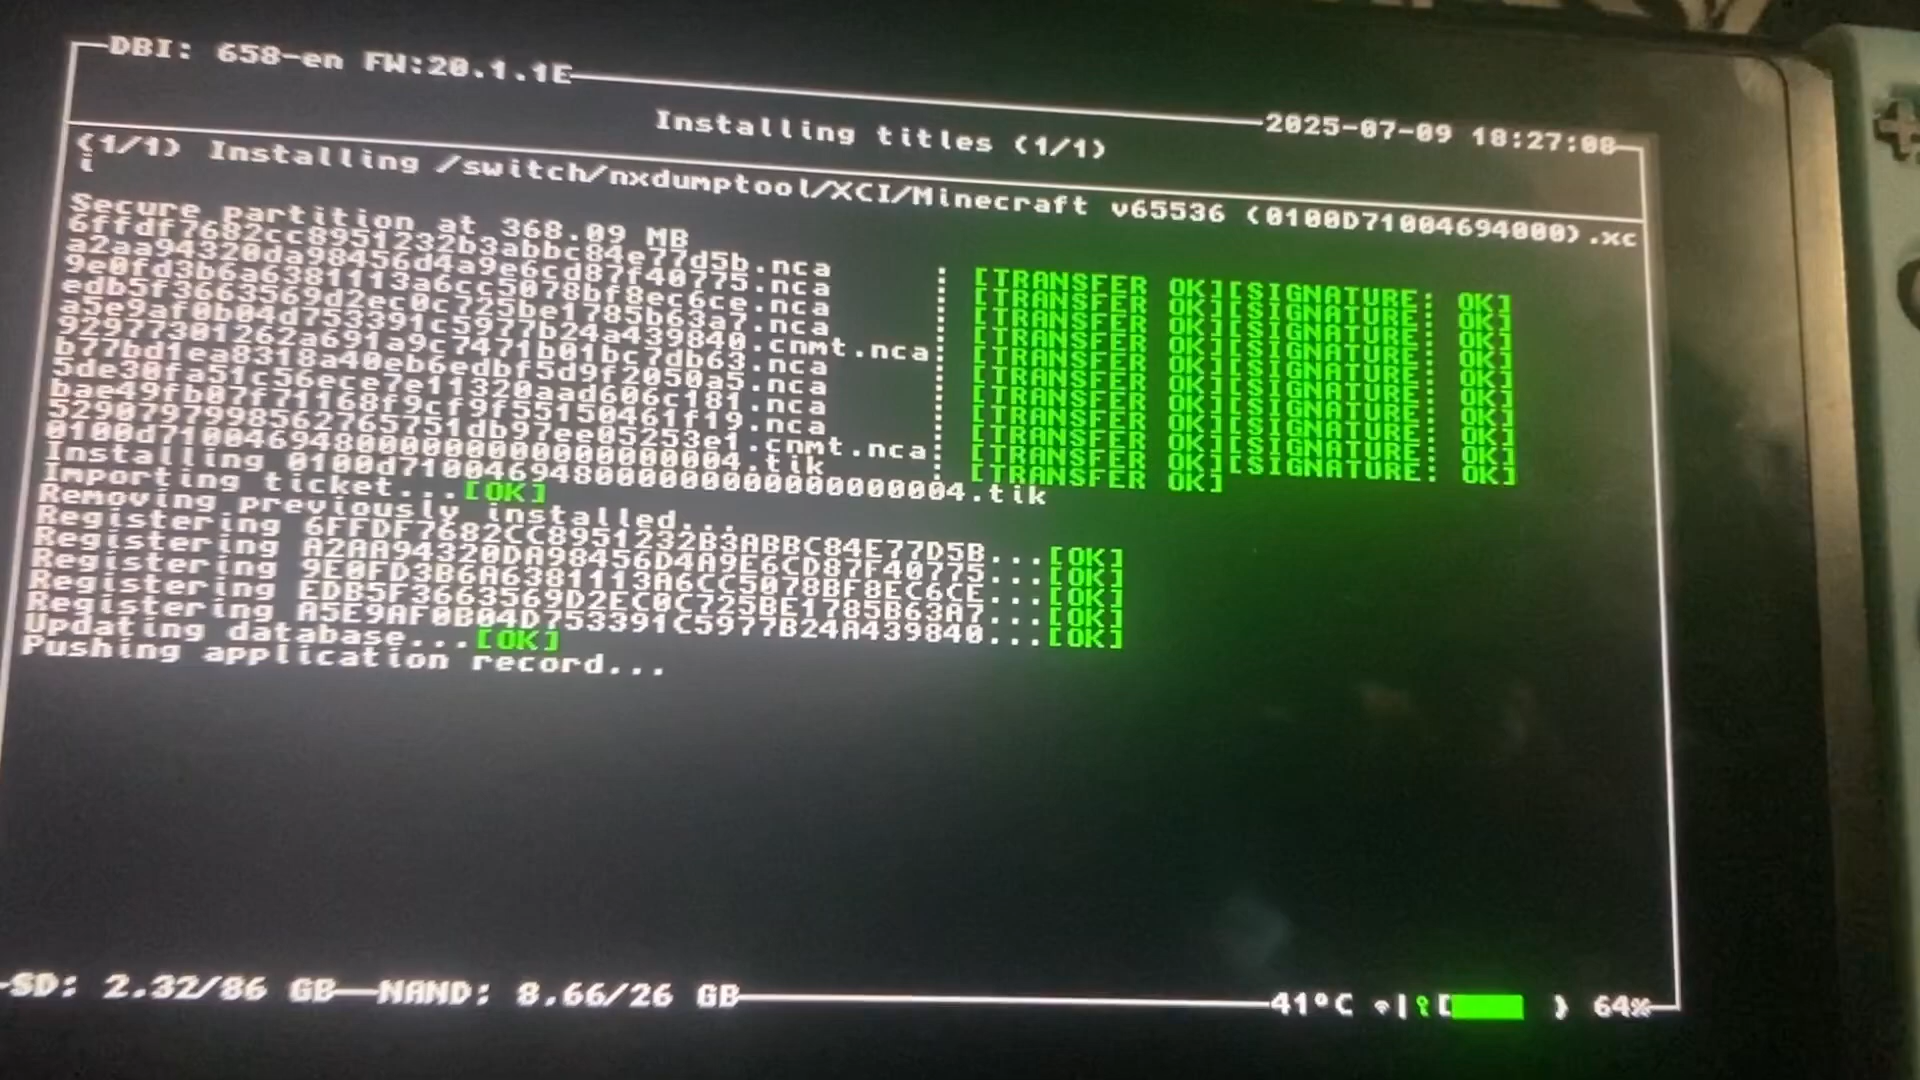 DBI: 658-en FW:20.1.1E
2025-07-09 18:27:08
Installing titles (1/1)
(1/1) Installing /switch/nxdumptool/XCI/Minecraft v65536 (0100D71004694000).xc
i
Secure partition at 368.09 MB
6ffdf7682cc8951232b3abbc84e77d5b.nca : [TRANSFER OK][SIGNATURE: OK]
a2aa94320da98456d4a9e6cd87f40775.nca : [TRANSFER OK][SIGNATURE: OK]
9e0fd3b6a6381113a6cc5078bf8ec6ce.nca : [TRANSFER OK][SIGNATURE: OK]
edb5f3663569d2ec0c725be1785b63a7.nca : [TRANSFER OK][SIGNATURE: OK]
a5e9af0b04d753391c5977b24a439840.cnmt.nca: [TRANSFER OK][SIGNATURE: OK]
92977301262a691a9c7471b01bc7db63.nca : [TRANSFER OK][SIGNATURE: OK]
b77bd1ea8318a40eb6edbf5d9f2050a5.nca : [TRANSFER OK][SIGNATURE: OK]
5de30fa51c56ece7e11320aad606c181.nca : [TRANSFER OK][SIGNATURE: OK]
bae49fb07f71168f9cf9f55150461f19.nca : [TRANSFER OK][SIGNATURE: OK]
52907979985627657​51db97ee05253e1.cnmt.nca: [TRANSFER OK][SIGNATURE: OK]
0100d710046948000000000000000004.tik : [TRANSFER OK]
Installing 0100d710046948000000000000000004.tik
Importing ticket...[OK]
Removing previously installed...
Registering 6FFDF7682CC8951232B3ABBC84E77D5B...[OK]
Registering A2AA94320DA98456D4A9E6CD87F40775...[OK]
Registering 9E0FD3B6A6381113A6CC5078BF8EC6CE...[OK]
Registering EDB5F3663569D2EC0C725BE1785B63A7...[OK]
Registering A5E9AF0B04D753391C5977B24A439840...[OK]
Updating database...[OK]
Pushing application record...
SD: 2.32/86 GB NAND: 8.66/26 GB
41°C
64%